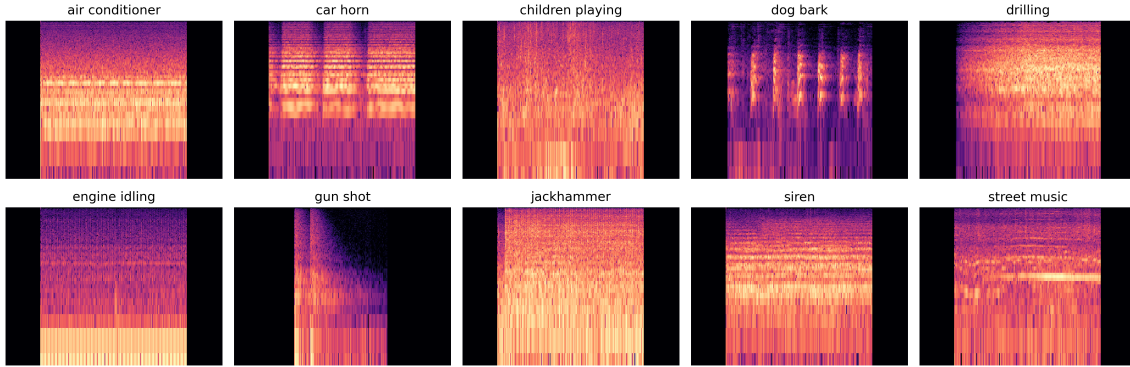 air conditioner
car horn
children playing
dog bark
drilling
engine idling
gun shot
jackhammer
siren
street music